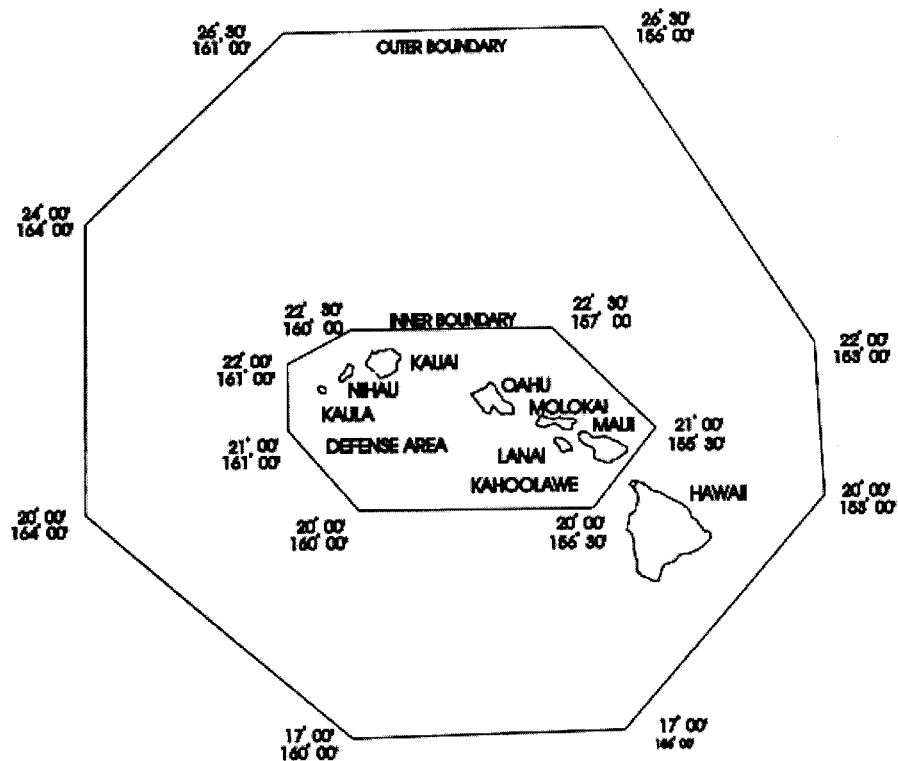 26° 30'
161° 00'
OUTER BOUNDARY
26° 30'
156° 00'
24° 00'
164° 00'
22° 30'
160° 00
INNER BOUNDARY
22° 30'
157° 00
22° 00'
153° 00'
22° 00'
161° 00'
KAUAI
NIHAU
KAULA
OAHU
MOLOKAI
MAUI
21° 00'
155° 30'
21° 00'
161° 00'
DEFENSE AREA
LANAI
KAHOOLAWE
HAWAII
20° 00'
164° 00'
20° 00'
160° 00'
20° 00'
156° 30'
20° 00'
153° 00'
17° 00'
160° 00'
17° 00'